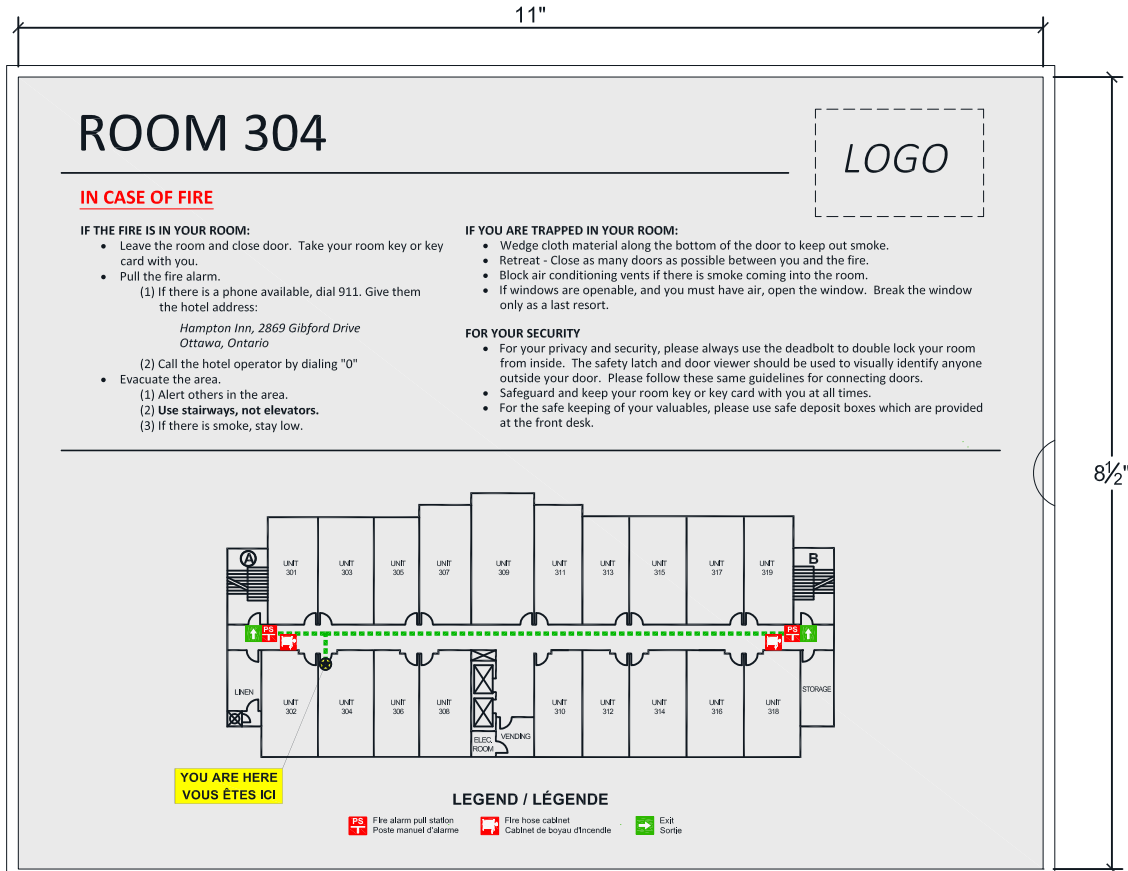 11"
ROOM 304
LOGO
IN CASE OF FIRE
IF THE FIRE IS IN YOUR ROOM:
• Leave the room and close door. Take your room key or key
card with you.
• Pull the fire alarm.
(1) If there is a phone available, dial 911. Give them
the hotel address:
Hampton Inn, 2869 Gibford Drive
Ottawa, Ontario
(2) Call the hotel operator by dialing "0"
• Evacuate the area.
(1) Alert others in the area.
(2) Use stairways, not elevators.
(3) If there is smoke, stay low.
IF YOU ARE TRAPPED IN YOUR ROOM:
• Wedge cloth material along the bottom of the door to keep out smoke.
• Retreat - Close as many doors as possible between you and the fire.
• Block air conditioning vents if there is smoke coming into the room.
• If windows are openable, and you must have air, open the window. Break the window
only as a last resort.
FOR YOUR SECURITY
• For your privacy and security, please always use the deadbolt to double lock your room
from inside. The safety latch and door viewer should be used to visually identify anyone
outside your door. Please follow these same guidelines for connecting doors.
• Safeguard and keep your room key or key card with you at all times.
• For the safe keeping of your valuables, please use safe deposit boxes which are provided
at the front desk.
8½"
A
UNIT
301
UNIT
303
UNIT
305
UNIT
307
UNIT
309
UNIT
311
UNIT
313
UNIT
315
UNIT
317
UNIT
319
B
PS
PS
LINEN
UNIT
302
UNIT
304
UNIT
306
UNIT
308
ELEC.
ROOM
VENDING
UNIT
310
UNIT
312
UNIT
314
UNIT
316
UNIT
318
STORAGE
YOU ARE HERE
VOUS ÊTES ICI
LEGEND / LÉGENDE
PS
Fire alarm pull station
Poste manuel d'alarme
Fire hose cabinet
Cabinet de boyau d'incendie
Exit
Sortie